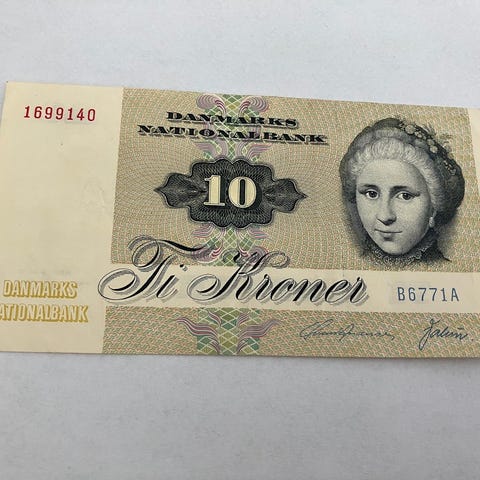 1699140
DANMARKS
NATIONALBANK
10
Ti Kroner
DANMARKS
NATIONALBANK
B6771A